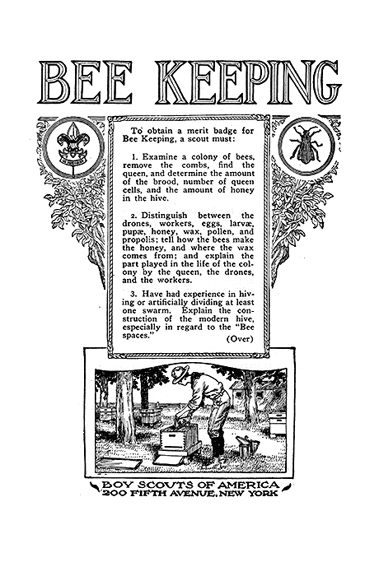 BEE KEEPING
To obtain a merit badge for
Bee Keeping, a scout must:
1. Examine a colony of bees,
remove the combs, find the
queen, and determine the amount
of the brood, number of queen
cells, and the amount of honey
in the hive.
2. Distinguish between the
drones, workers, eggs, larvæ,
pupæ, honey, wax, pollen, and
propolis; tell how the bees make
the honey, and where the wax
comes from; and explain the
part played in the life of the col-
ony by the queen, the drones,
and the workers.
3. Have had experience in hiv-
ing or artificially dividing at least
one swarm. Explain the con-
struction of the modern hive,
especially in regard to the "Bee
spaces."
(Over)
BOY SCOUTS OF AMERICA
200 FIFTH AVENUE, NEW YORK